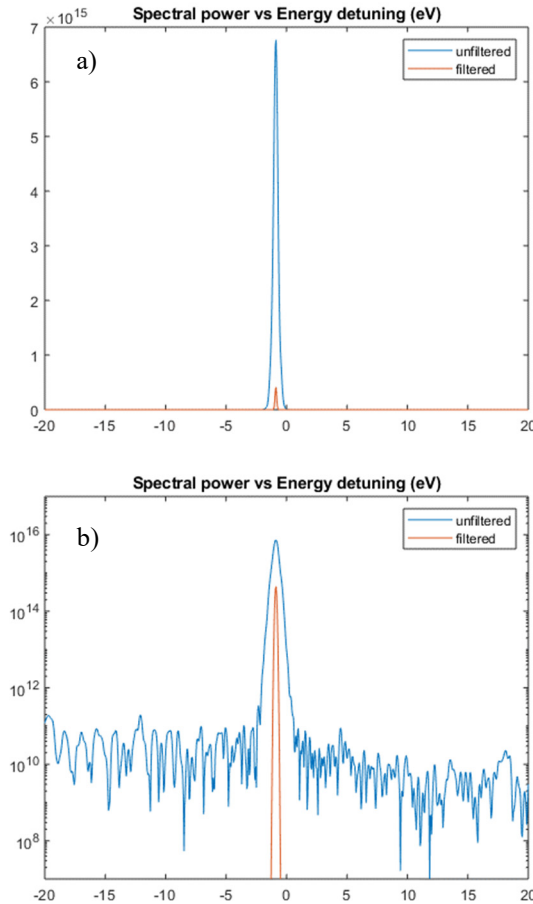 Spectral power vs Energy detuning (eV)
× 10^15
a)
unfiltered
filtered
7
6
5
4
3
2
1
0
-20 -15 -10 -5 0 5 10 15 20
Spectral power vs Energy detuning (eV)
b)
unfiltered
filtered
10^16
10^14
10^12
10^10
10^8
-20 -15 -10 -5 0 5 10 15 20